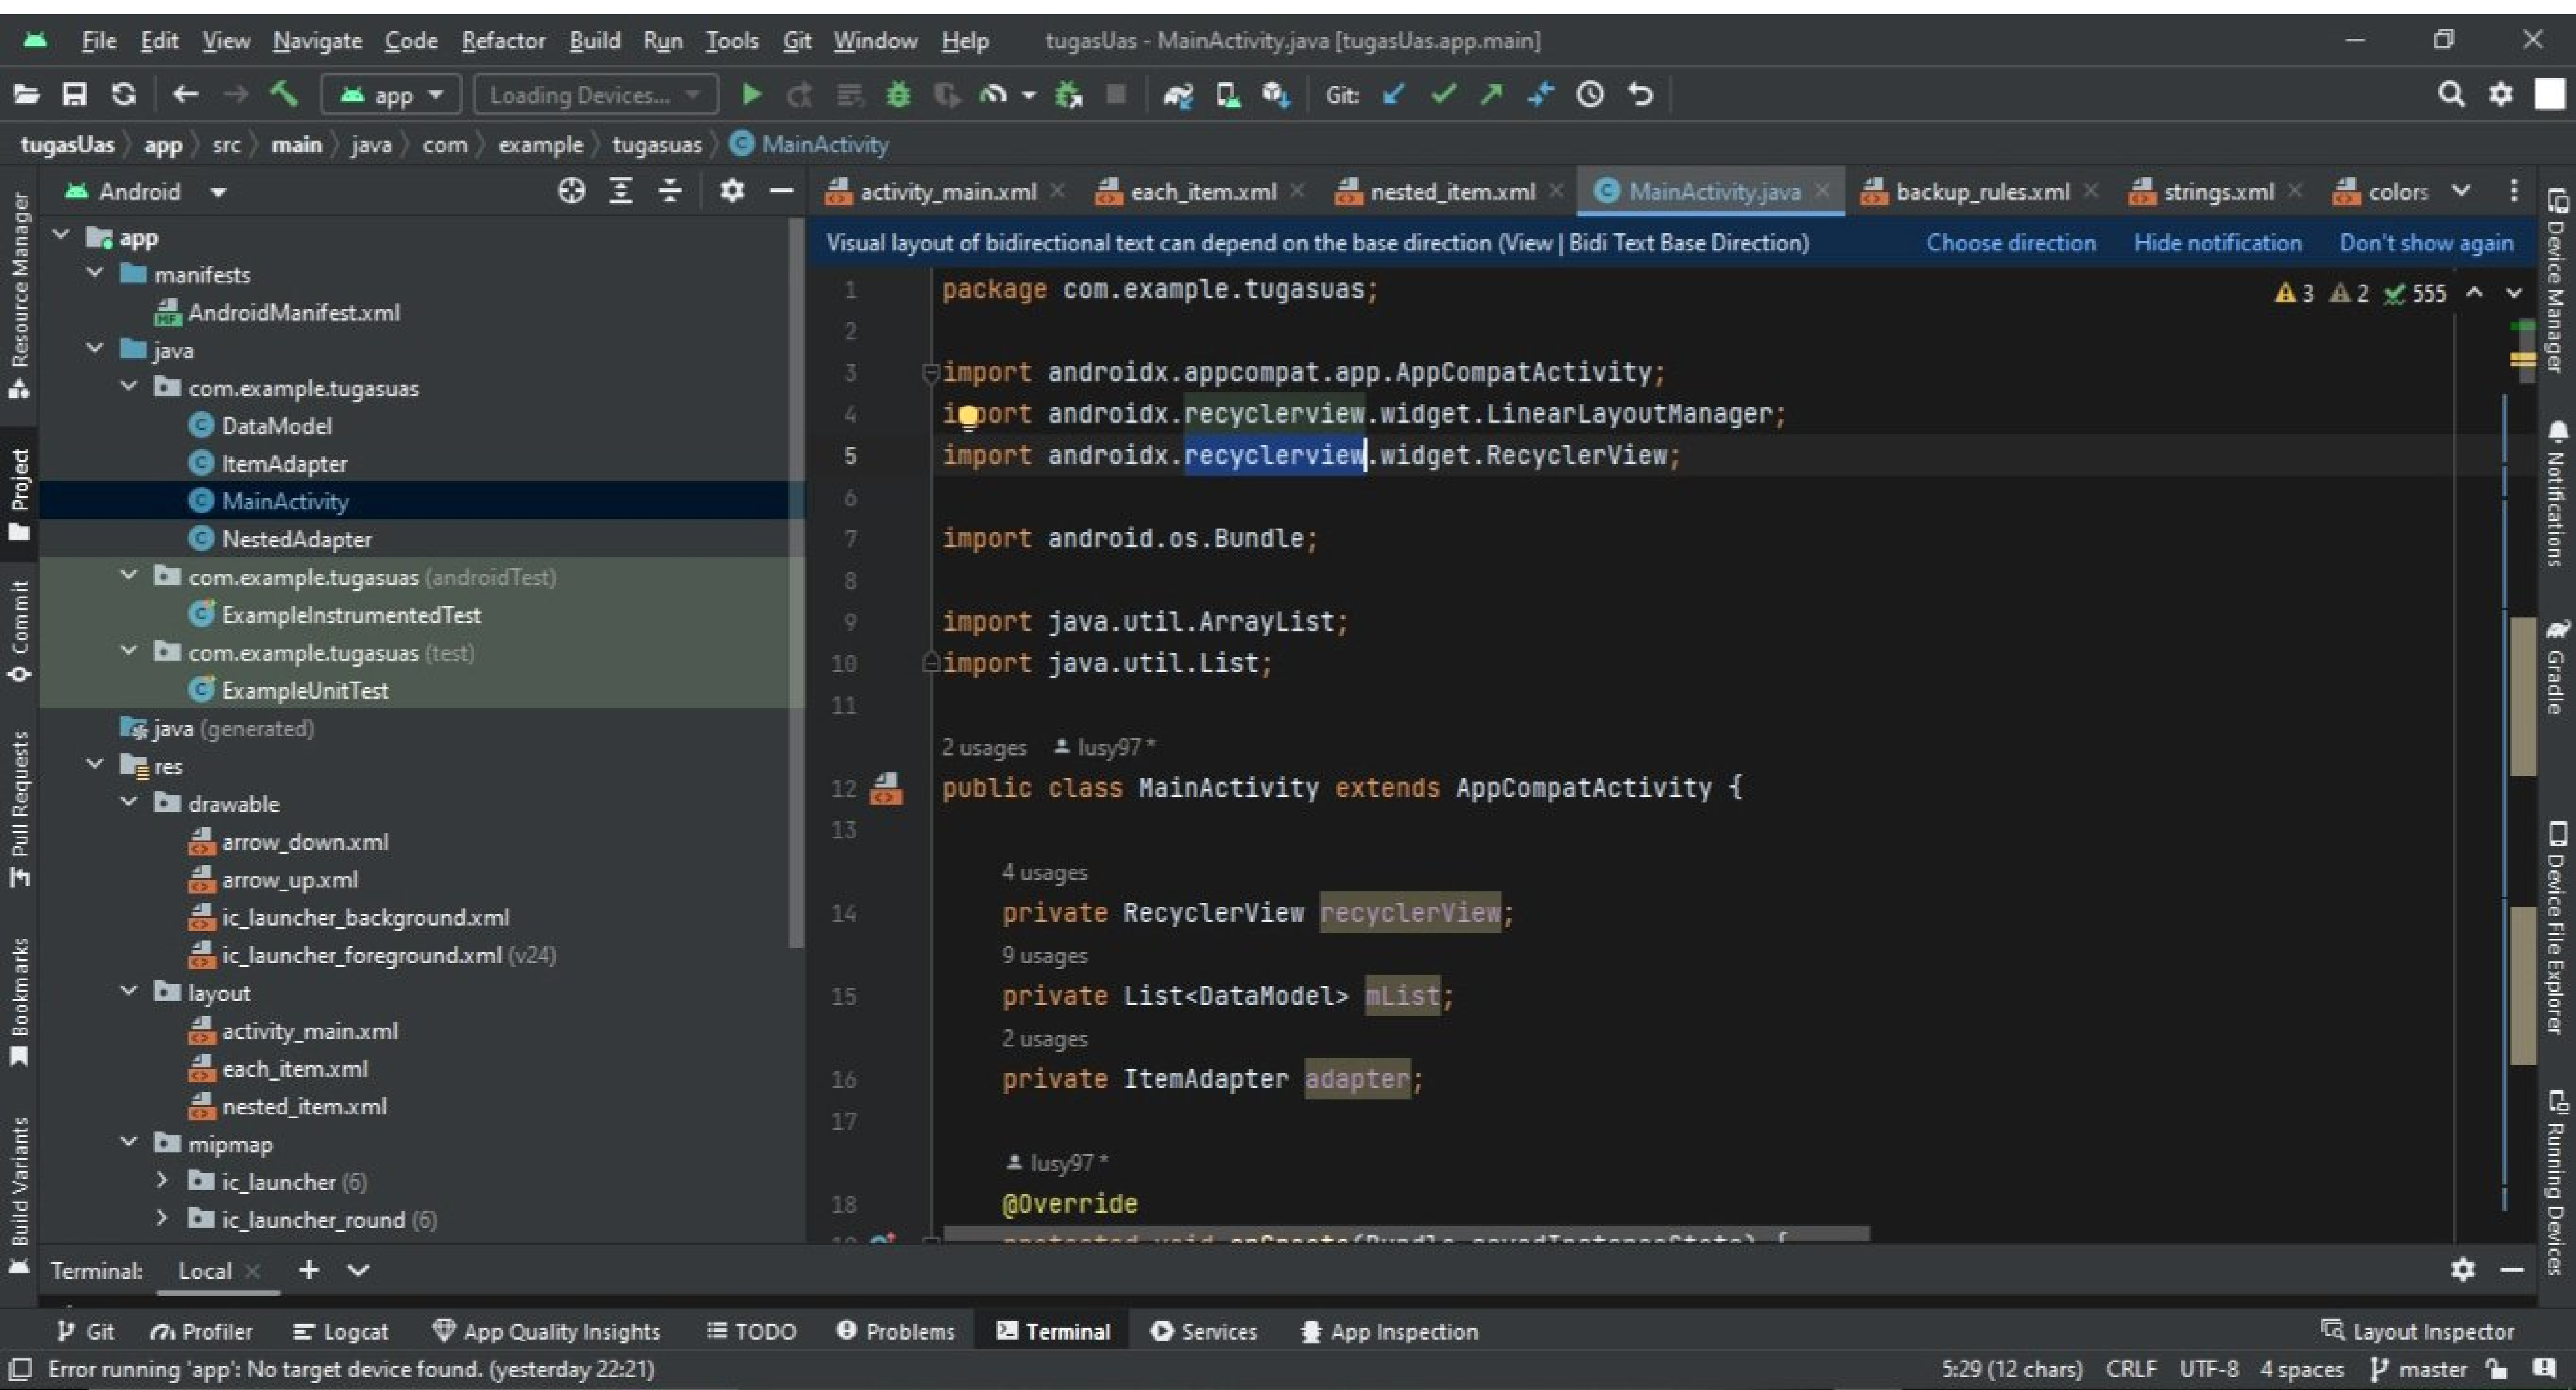 File Edit View Navigate Code Refactor Build Run Tools Git Window Help tugasUas - MainActivity.java [tugasUas.app.main]
app Loading Devices... Git:
tugasUas app src main java com example tugasuas MainActivity
Android
activity_main.xml each_item.xml nested_item.xml MainActivity.java backup_rules.xml strings.xml colors
Visual layout of bidirectional text can depend on the base direction (View | Bidi Text Base Direction) Choose direction Hide notification Don't show again
3 2 555
Resource Manager
Project
Commit
Pull Requests
Bookmarks
Build Variants
app
manifests
AndroidManifest.xml
java
com.example.tugasuas
DataModel
ItemAdapter
MainActivity
NestedAdapter
com.example.tugasuas (androidTest)
ExampleInstrumentedTest
com.example.tugasuas (test)
ExampleUnitTest
java (generated)
res
drawable
arrow_down.xml
arrow_up.xml
ic_launcher_background.xml
ic_launcher_foreground.xml (v24)
layout
activity_main.xml
each_item.xml
nested_item.xml
mipmap
ic_launcher (6)
ic_launcher_round (6)
1 package com.example.tugasuas;
2
3 import androidx.appcompat.app.AppCompatActivity;
4 import androidx.recyclerview.widget.LinearLayoutManager;
5 import androidx.recyclerview.widget.RecyclerView;
6
7 import android.os.Bundle;
8
9 import java.util.ArrayList;
10 import java.util.List;
11
2 usages lusy97 *
12 public class MainActivity extends AppCompatActivity {
13
4 usages
14 private RecyclerView recyclerView;
9 usages
15 private List<DataModel> mList;
2 usages
16 private ItemAdapter adapter;
17
lusy97 *
18 @Override
19 protected void onCreate(Bundle savedInstanceState) {
Device Manager
Notifications
Gradle
Device File Explorer
Running Devices
Terminal: Local
Git Profiler Logcat App Quality Insights TODO Problems Terminal Services App Inspection Layout Inspector
Error running 'app': No target device found. (yesterday 22:21) 5:29 (12 chars) CRLF UTF-8 4 spaces master